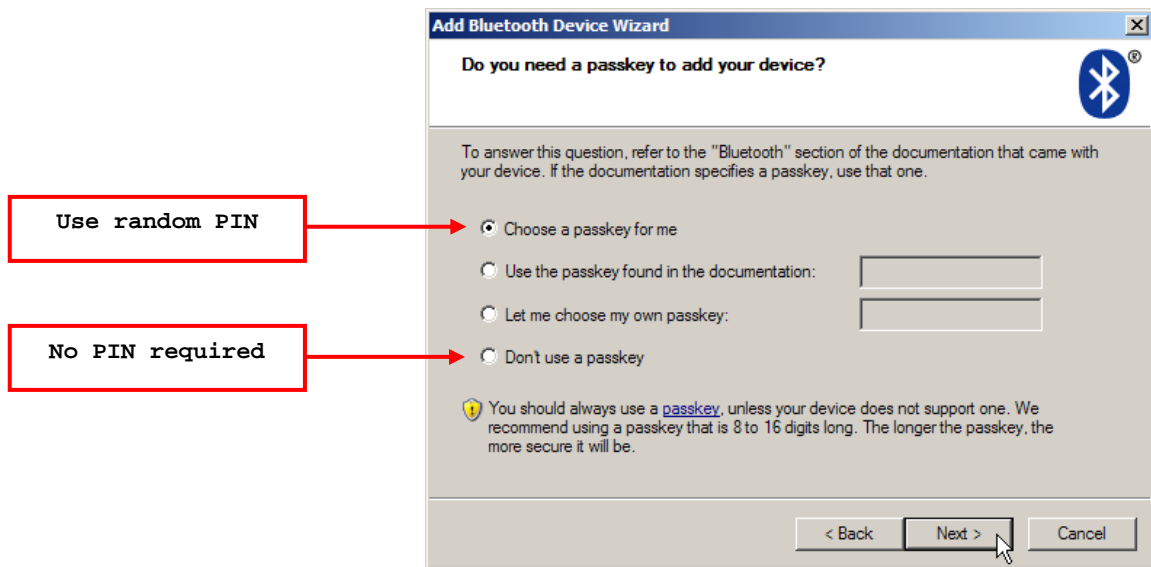 Add Bluetooth Device Wizard
Do you need a passkey to add your device?
®
To answer this question, refer to the "Bluetooth" section of the documentation that came with
your device. If the documentation specifies a passkey, use that one.
Use random PIN
Choose a passkey for me
Use the passkey found in the documentation:
Let me choose my own passkey:
No PIN required
Don't use a passkey
You should always use a passkey, unless your device does not support one. We
recommend using a passkey that is 8 to 16 digits long. The longer the passkey, the
more secure it will be.
< Back Next > Cancel